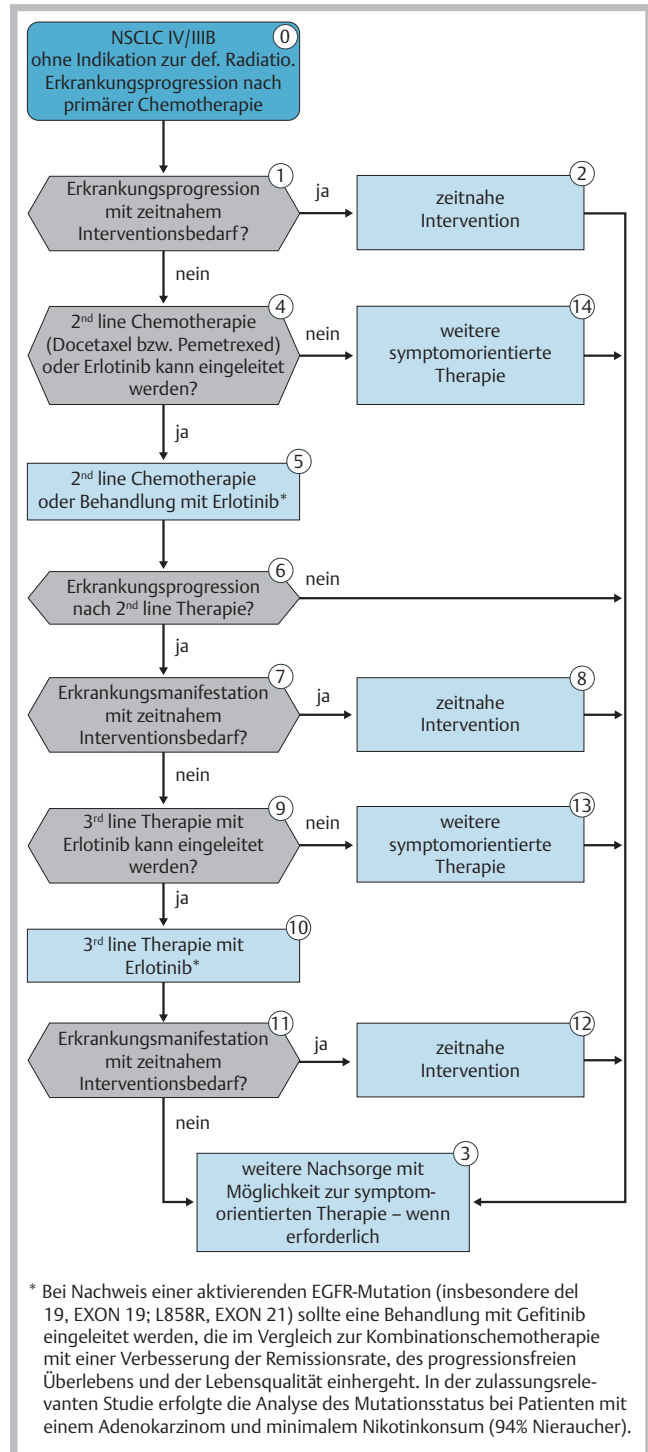 0
NSCLC IV/IIIB
ohne Indikation zur def. Radiatio.
Erkrankungsprogression nach
primärer Chemotherapie
1
Erkrankungsprogression
mit zeitnahem
Interventionsbedarf?
ja
2
zeitnahe
Intervention
nein
4
2nd line Chemotherapie
(Docetaxel bzw. Pemetrexed)
oder Erlotinib kann eingeleitet
werden?
nein
14
weitere
symptomorientierte
Therapie
ja
5
2nd line Chemotherapie
oder Behandlung mit Erlotinib*
6
Erkrankungsprogression
nach 2nd line Therapie?
nein
ja
7
Erkrankungsmanifestation
mit zeitnahem
Interventionsbedarf?
ja
8
zeitnahe
Intervention
nein
9
3rd line Therapie mit
Erlotinib kann eingeleitet
werden?
nein
13
weitere
symptomorientierte
Therapie
ja
10
3rd line Therapie mit
Erlotinib*
11
Erkrankungsmanifestation
mit zeitnahem
Interventionsbedarf?
ja
12
zeitnahe
Intervention
nein
3
weitere Nachsorge mit
Möglichkeit zur symptom-
orientierten Therapie – wenn
erforderlich
* Bei Nachweis einer aktivierenden EGFR-Mutation (insbesondere del
19, EXON 19; L858R, EXON 21) sollte eine Behandlung mit Gefitinib
eingeleitet werden, die im Vergleich zur Kombinationschemotherapie
mit einer Verbesserung der Remissionsrate, des progressionsfreien
Überlebens und der Lebensqualität einhergeht. In der zulassungsrele-
vanten Studie erfolgte die Analyse des Mutationsstatus bei Patienten mit
einem Adenokarzinom und minimalem Nikotinkonsum (94% Nieraucher).